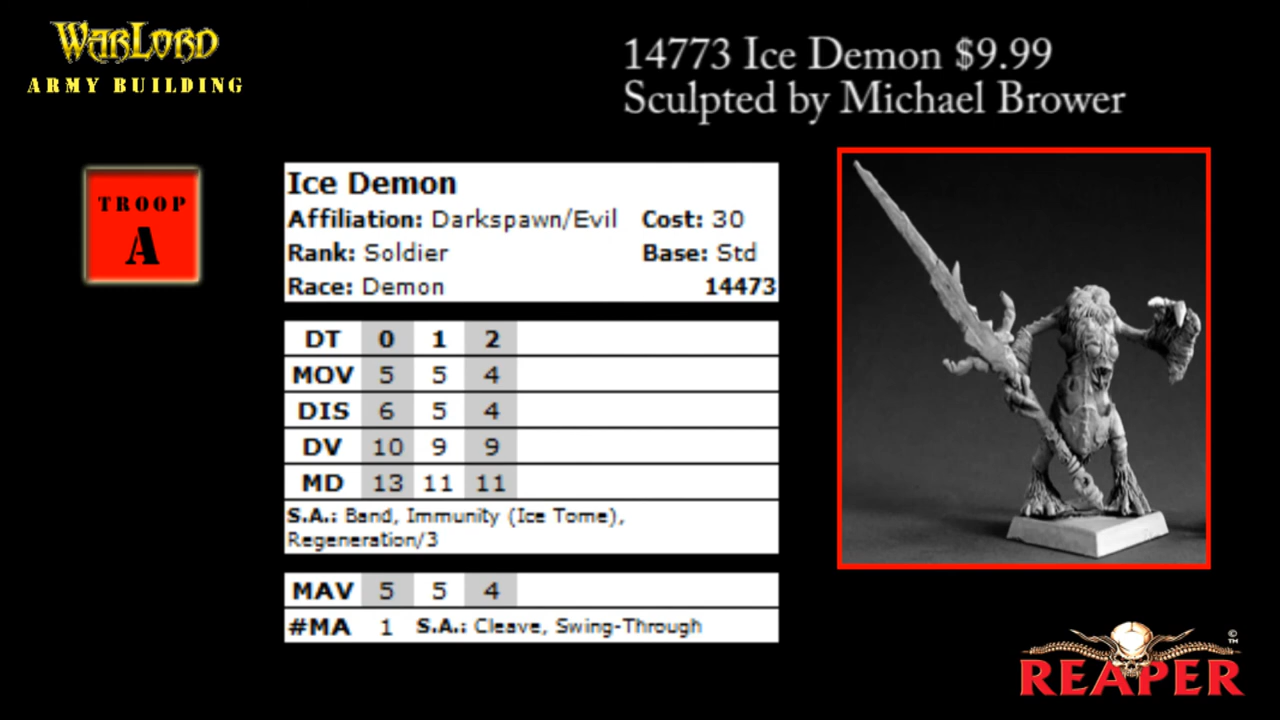 WARLORD
ARMY BUILDING
14773 Ice Demon $9.99
Sculpted by Michael Brower
TROOP
A
Ice Demon
Affiliation: Darkspawn/Evil Cost: 30
Rank: Soldier Base: Std
Race: Demon 14473
DT 0 1 2
MOV 5 5 4
DIS 6 5 4
DV 10 9 9
MD 13 11 11
S.A.: Band, Immunity (Ice Tome),
Regeneration/3
MAV 5 5 4
#MA 1 S.A.: Cleave, Swing-Through
©
TM
REAPER